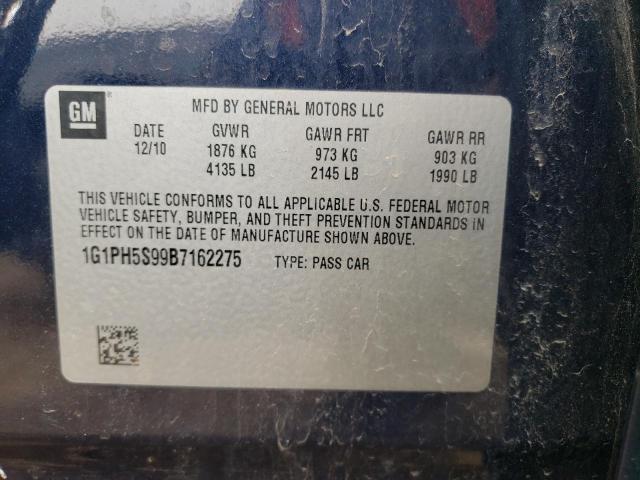 GM ®
MFD BY GENERAL MOTORS LLC
DATE GVWR GAWR FRT GAWR RR
12/10 1876 KG 973 KG 903 KG
4135 LB 2145 LB 1990 LB
THIS VEHICLE CONFORMS TO ALL APPLICABLE U.S. FEDERAL MOTOR
VEHICLE SAFETY, BUMPER, AND THEFT PREVENTION STANDARDS IN
EFFECT ON THE DATE OF MANUFACTURE SHOWN ABOVE.
1G1PH5S99B7162275 TYPE: PASS CAR